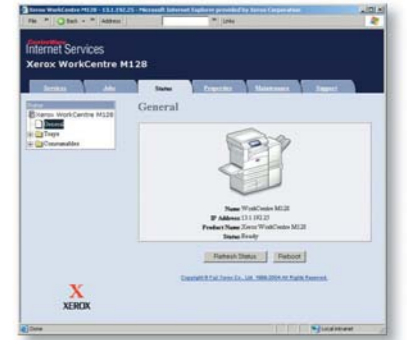 Xerox WorkCentre M128 - 13.1.192.25 - Microsoft Internet Explorer provided by Xerox Corporation
File
Back
Address
Links
CentreWare
Internet Services
Xerox WorkCentre M128
Services
Jobs
Status
Properties
Maintenance
Support
Status
Xerox WorkCentre M128
General
Trays
Consumables
General
Name WorkCentre M128
IP Address 13.1.192.25
Product Name Xerox WorkCentre M128
Status Ready
Refresh Status
Reboot
Copyright © Fuji Xerox Co., Ltd. 1998-2004 All Rights Reserved.
X
XEROX
Done
Local intranet